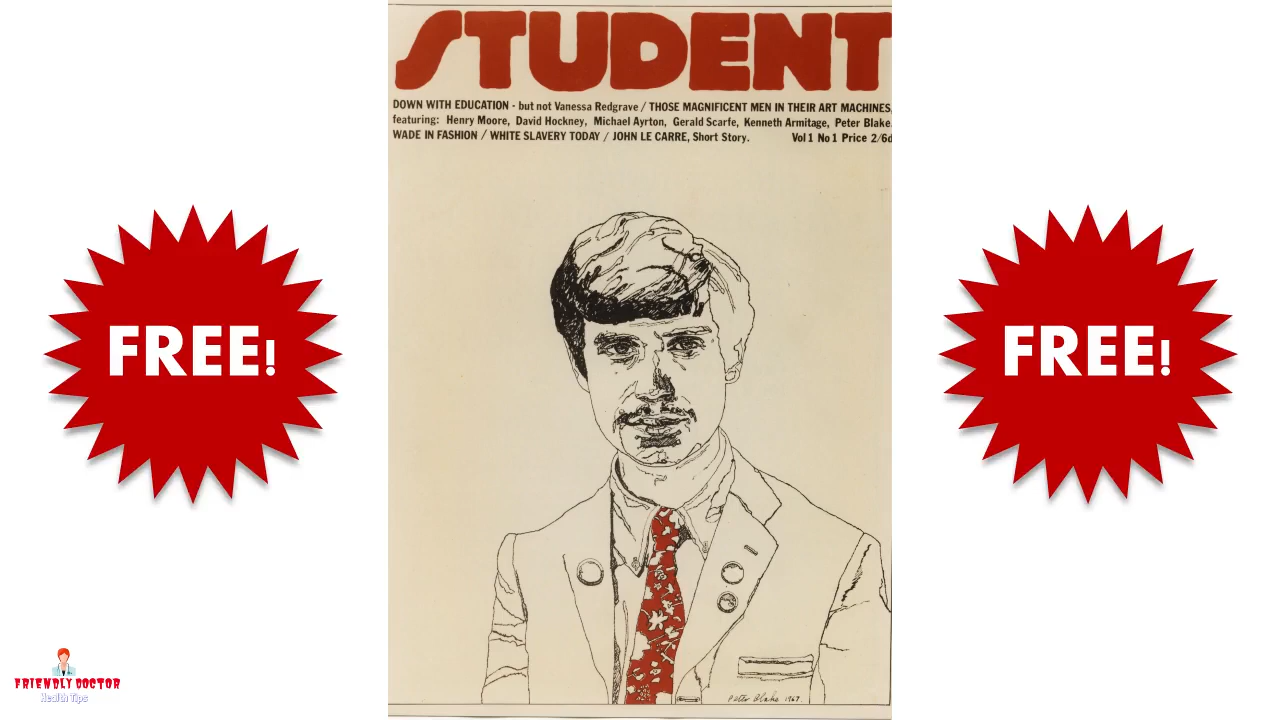 STUDENT
DOWN WITH EDUCATION - but not Vanessa Redgrave / THOSE MAGNIFICENT MEN IN THEIR ART MACHINES,
featuring: Henry Moore, David Hockney, Michael Ayrton, Gerald Scarfe, Kenneth Armitage, Peter Blake.
WADE IN FASHION / WHITE SLAVERY TODAY / JOHN LE CARRE, Short Story. Vol 1 No 1 Price 2/6d
FREE!
FREE!
Peter Blake 1967.
FRIENDLY DOCTOR
Health Tips